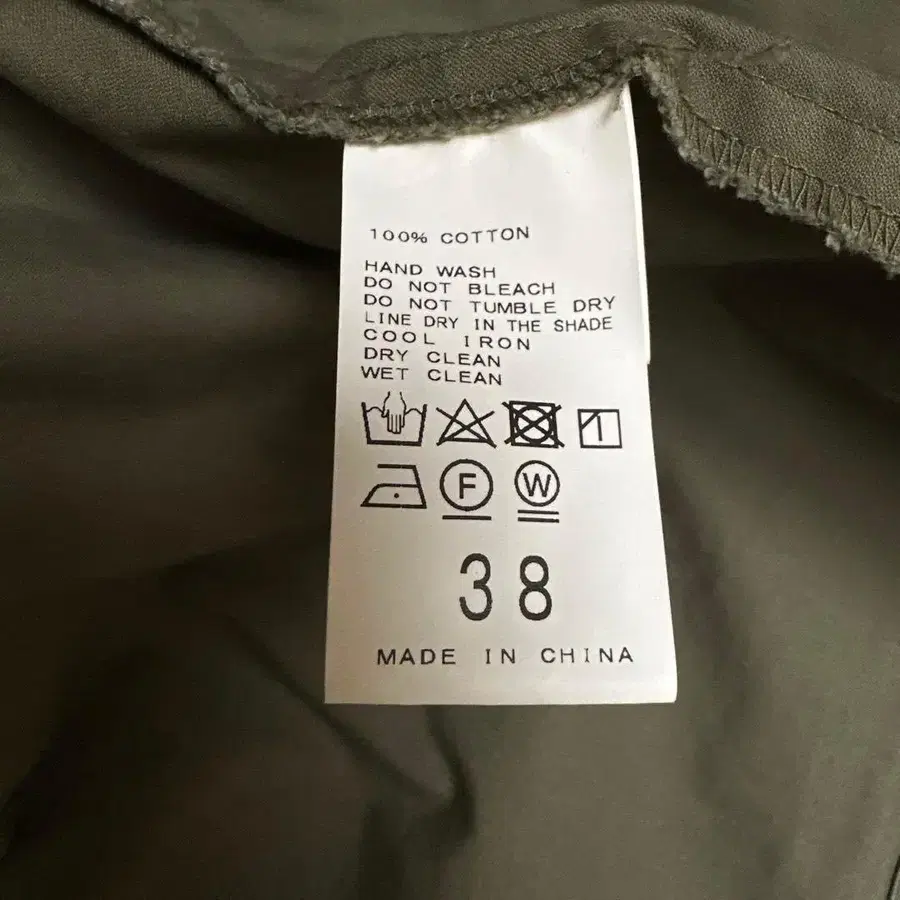 100% COTTON
HAND WASH
DO NOT BLEACH
DO NOT TUMBLE DRY
LINE DRY IN THE SHADE
COOL IRON
DRY CLEAN
WET CLEAN
F W
38
MADE IN CHINA